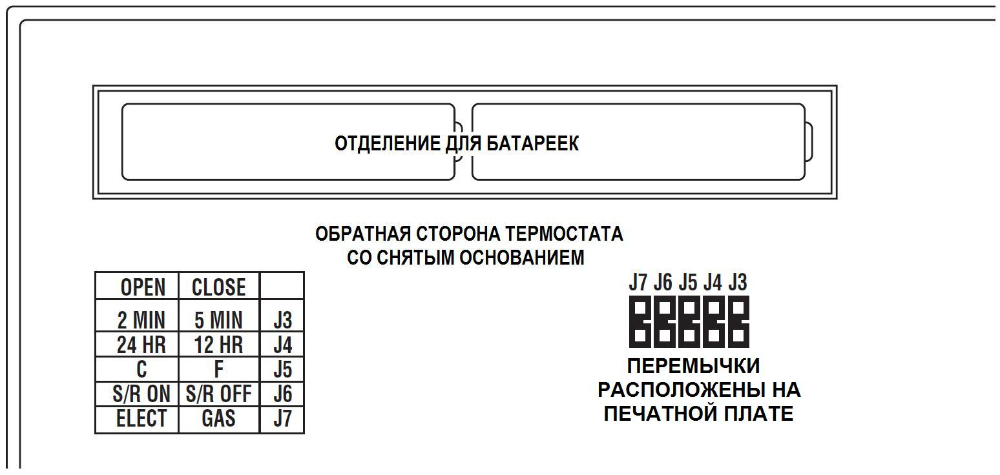 ОТДЕЛЕНИЕ ДЛЯ БАТАРЕЕК
ОБРАТНАЯ СТОРОНА ТЕРМОСТАТА
СО СНЯТЫМ ОСНОВАНИЕМ
OPEN CLOSE
2 MIN 5 MIN J3
24 HR 12 HR J4
C F J5
S/R ON S/R OFF J6
ELECT GAS J7
J7 J6 J5 J4 J3
ПЕРЕМЫЧКИ
РАСПОЛОЖЕНЫ НА
ПЕЧАТНОЙ ПЛАТЕ